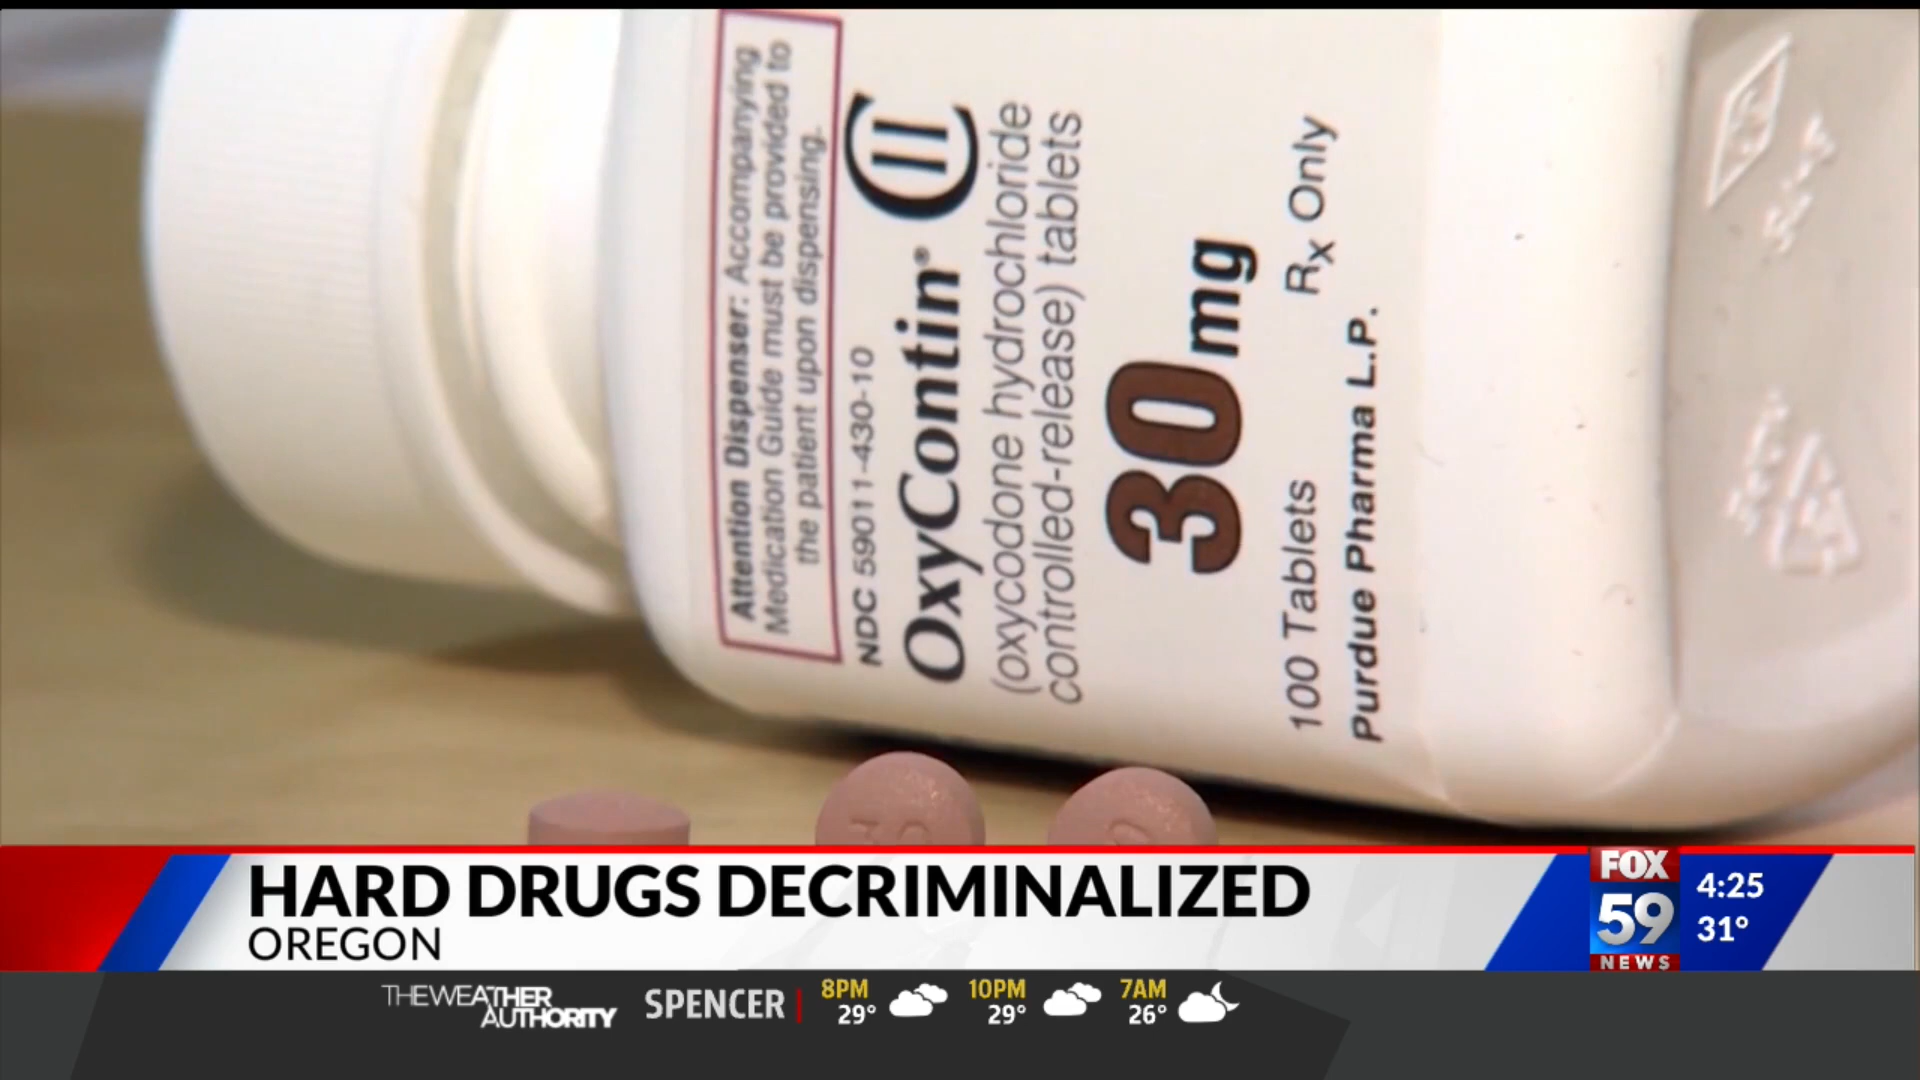 Attention Dispenser: Accompanying
Medication Guide must be provided to
the patient upon dispensing.
NDC 59011-430-10
OxyContin® CII
(oxycodone hydrochloride
controlled-release) tablets
30 mg
100 Tablets Rx Only
Purdue Pharma L.P.
HARD DRUGS DECRIMINALIZED
OREGON
FOX
59
NEWS
4:25
31°
THE WEATHER
AUTHORITY
SPENCER
8PM
29°
10PM
29°
7AM
26°